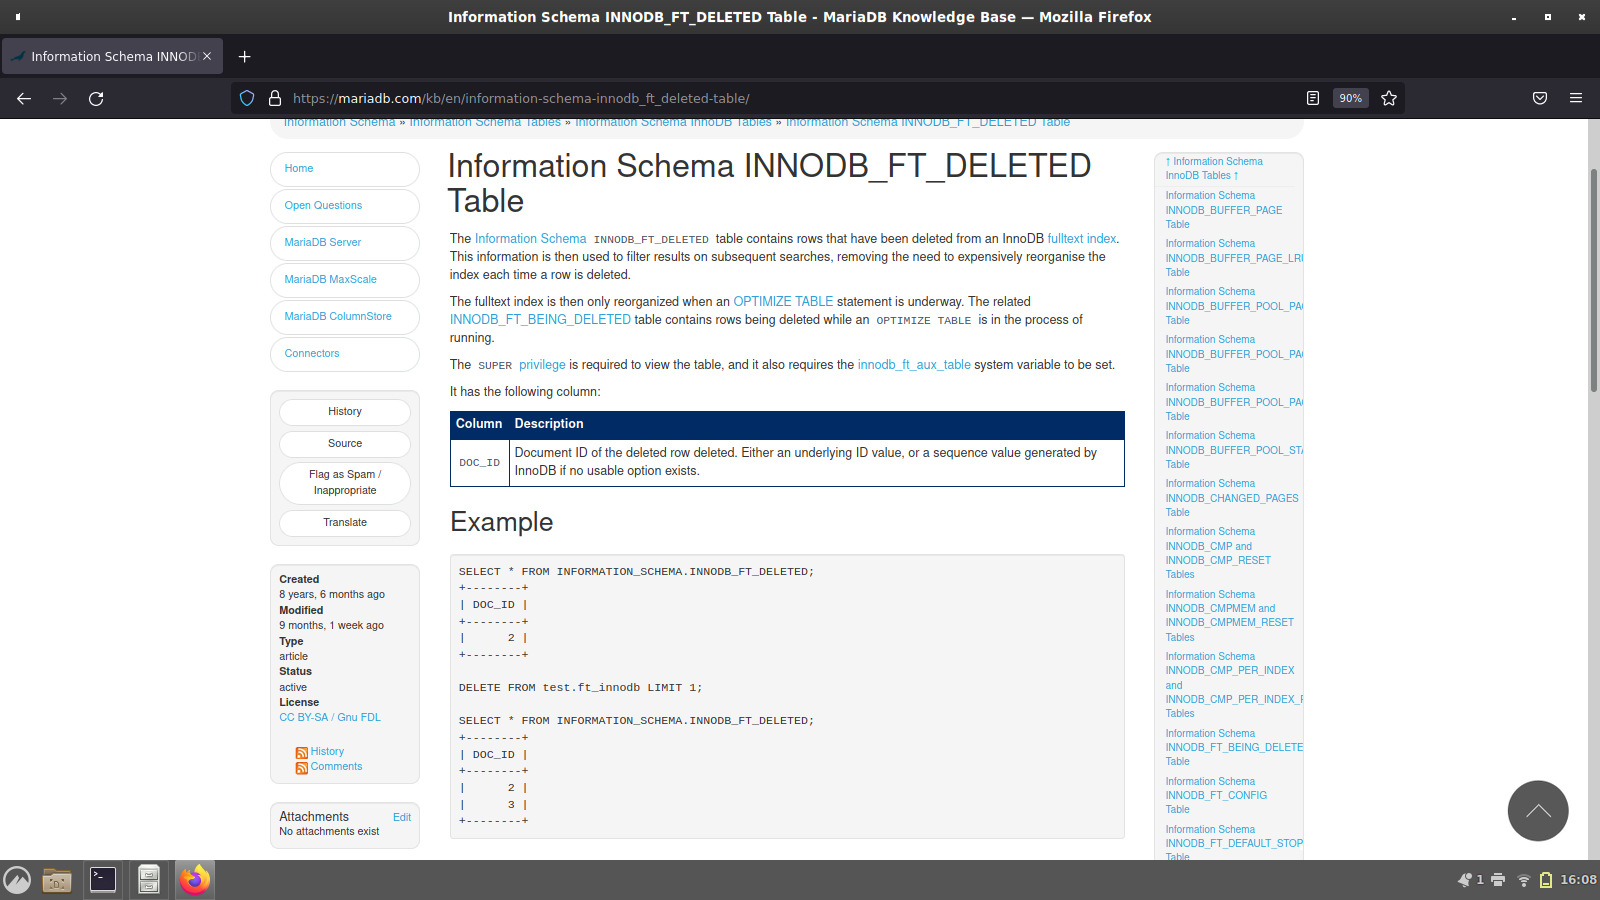 Information Schema INNODB_FT_DELETED Table - MariaDB Knowledge Base — Mozilla Firefox
Information Schema INNOD
https://mariadb.com/kb/en/information-schema-innodb_ft_deleted-table/
90%
Information Schema » Information Schema Tables » Information Schema InnoDB Tables » Information Schema INNODB_FT_DELETED Table
Home
Open Questions
MariaDB Server
MariaDB MaxScale
MariaDB ColumnStore
Connectors
History
Source
Flag as Spam /
Inappropriate
Translate
Created
8 years, 6 months ago
Modified
9 months, 1 week ago
Type
article
Status
active
License
CC BY-SA / Gnu FDL
History
Comments
Attachments Edit
No attachments exist
Information Schema INNODB_FT_DELETED
Table
The Information Schema INNODB_FT_DELETED table contains rows that have been deleted from an InnoDB fulltext index.
This information is then used to filter results on subsequent searches, removing the need to expensively reorganise the
index each time a row is deleted.
The fulltext index is then only reorganized when an OPTIMIZE TABLE statement is underway. The related
INNODB_FT_BEING_DELETED table contains rows being deleted while an OPTIMIZE TABLE is in the process of
running.
The SUPER privilege is required to view the table, and it also requires the innodb_ft_aux_table system variable to be set.
It has the following column:
Column Description
DOC_ID Document ID of the deleted row deleted. Either an underlying ID value, or a sequence value generated by
InnoDB if no usable option exists.
Example
SELECT * FROM INFORMATION_SCHEMA.INNODB_FT_DELETED;
+--------+
| DOC_ID |
+--------+
|      2 |
+--------+
DELETE FROM test.ft_innodb LIMIT 1;
SELECT * FROM INFORMATION_SCHEMA.INNODB_FT_DELETED;
+--------+
| DOC_ID |
+--------+
|      2 |
|      3 |
+--------+
↑ Information Schema
InnoDB Tables ↑
Information Schema
INNODB_BUFFER_PAGE
Table
Information Schema
INNODB_BUFFER_PAGE_LR
Table
Information Schema
INNODB_BUFFER_POOL_PA
Table
Information Schema
INNODB_BUFFER_POOL_PA
Table
Information Schema
INNODB_BUFFER_POOL_PA
Table
Information Schema
INNODB_BUFFER_POOL_STA
Table
Information Schema
INNODB_CHANGED_PAGES
Table
Information Schema
INNODB_CMP and
INNODB_CMP_RESET
Tables
Information Schema
INNODB_CMPMEM and
INNODB_CMPMEM_RESET
Tables
Information Schema
INNODB_CMP_PER_INDEX
and
INNODB_CMP_PER_INDEX_R
Tables
Information Schema
INNODB_FT_BEING_DELETE
Table
Information Schema
INNODB_FT_CONFIG
Table
Information Schema
INNODB_FT_DEFAULT_STOP
Table
1
16:08